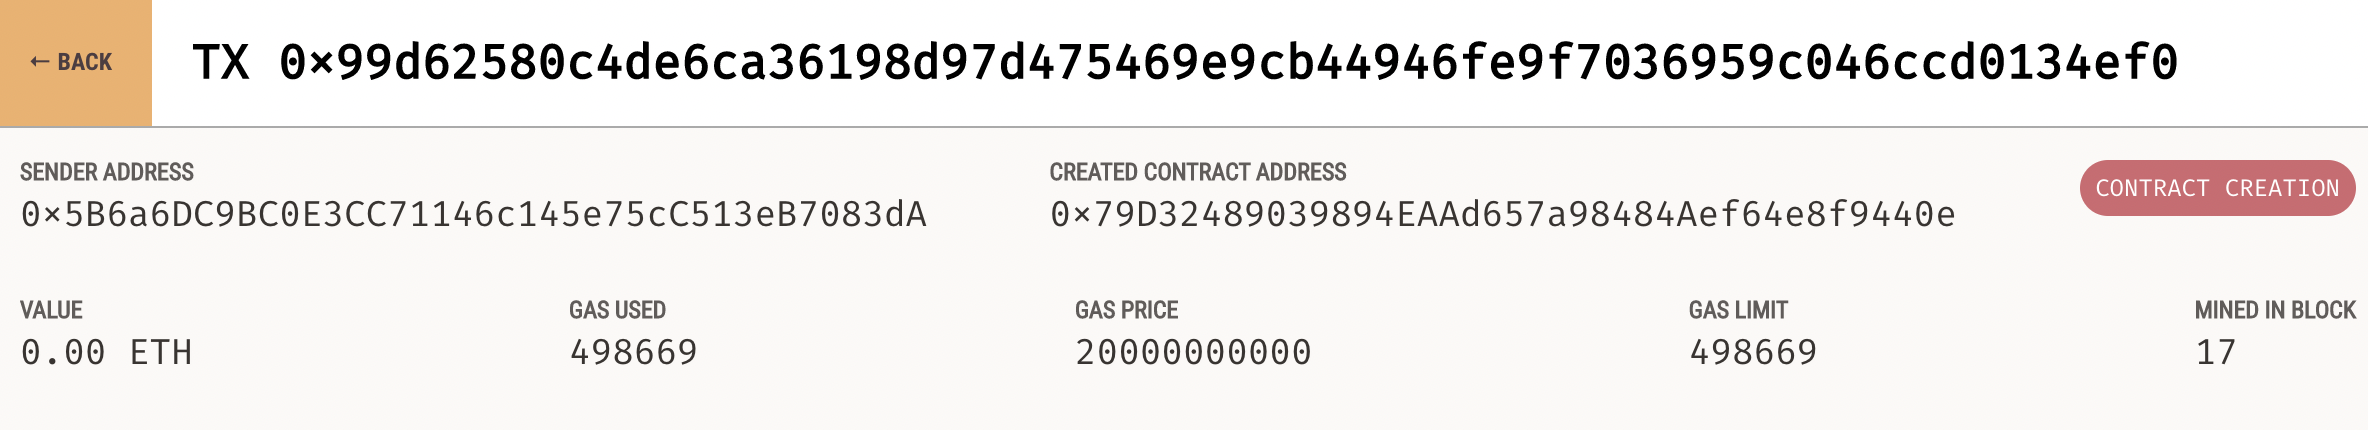 ← BACK
TX 0×99d62580c4de6ca36198d97d475469e9cb44946fe9f7036959c046ccd0134ef0
SENDER ADDRESS
0×5B6a6DC9BC0E3CC71146c145e75cC513eB7083dA
CREATED CONTRACT ADDRESS
0×79D32489039894EAAd657a98484Aef64e8f9440e
CONTRACT CREATION
VALUE
0.00 ETH
GAS USED
498669
GAS PRICE
20000000000
GAS LIMIT
498669
MINED IN BLOCK
17